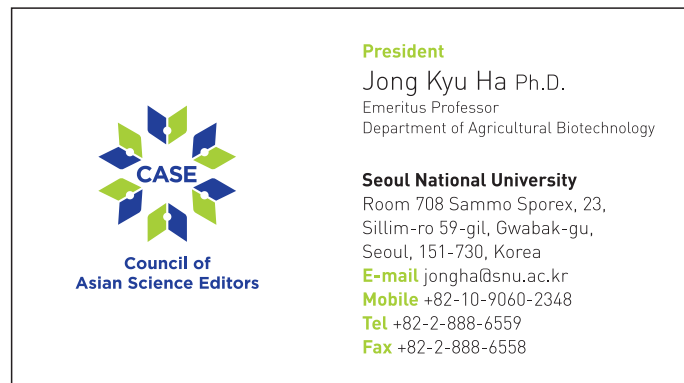 CASE
Council of
Asian Science Editors
President
Jong Kyu Ha Ph.D.
Emeritus Professor
Department of Agricultural Biotechnology
Seoul National University
Room 708 Sammo Sporex, 23,
Sillim-ro 59-gil, Gwabak-gu,
Seoul, 151-730, Korea
E-mail jongha@snu.ac.kr
Mobile +82-10-9060-2348
Tel +82-2-888-6559
Fax +82-2-888-6558